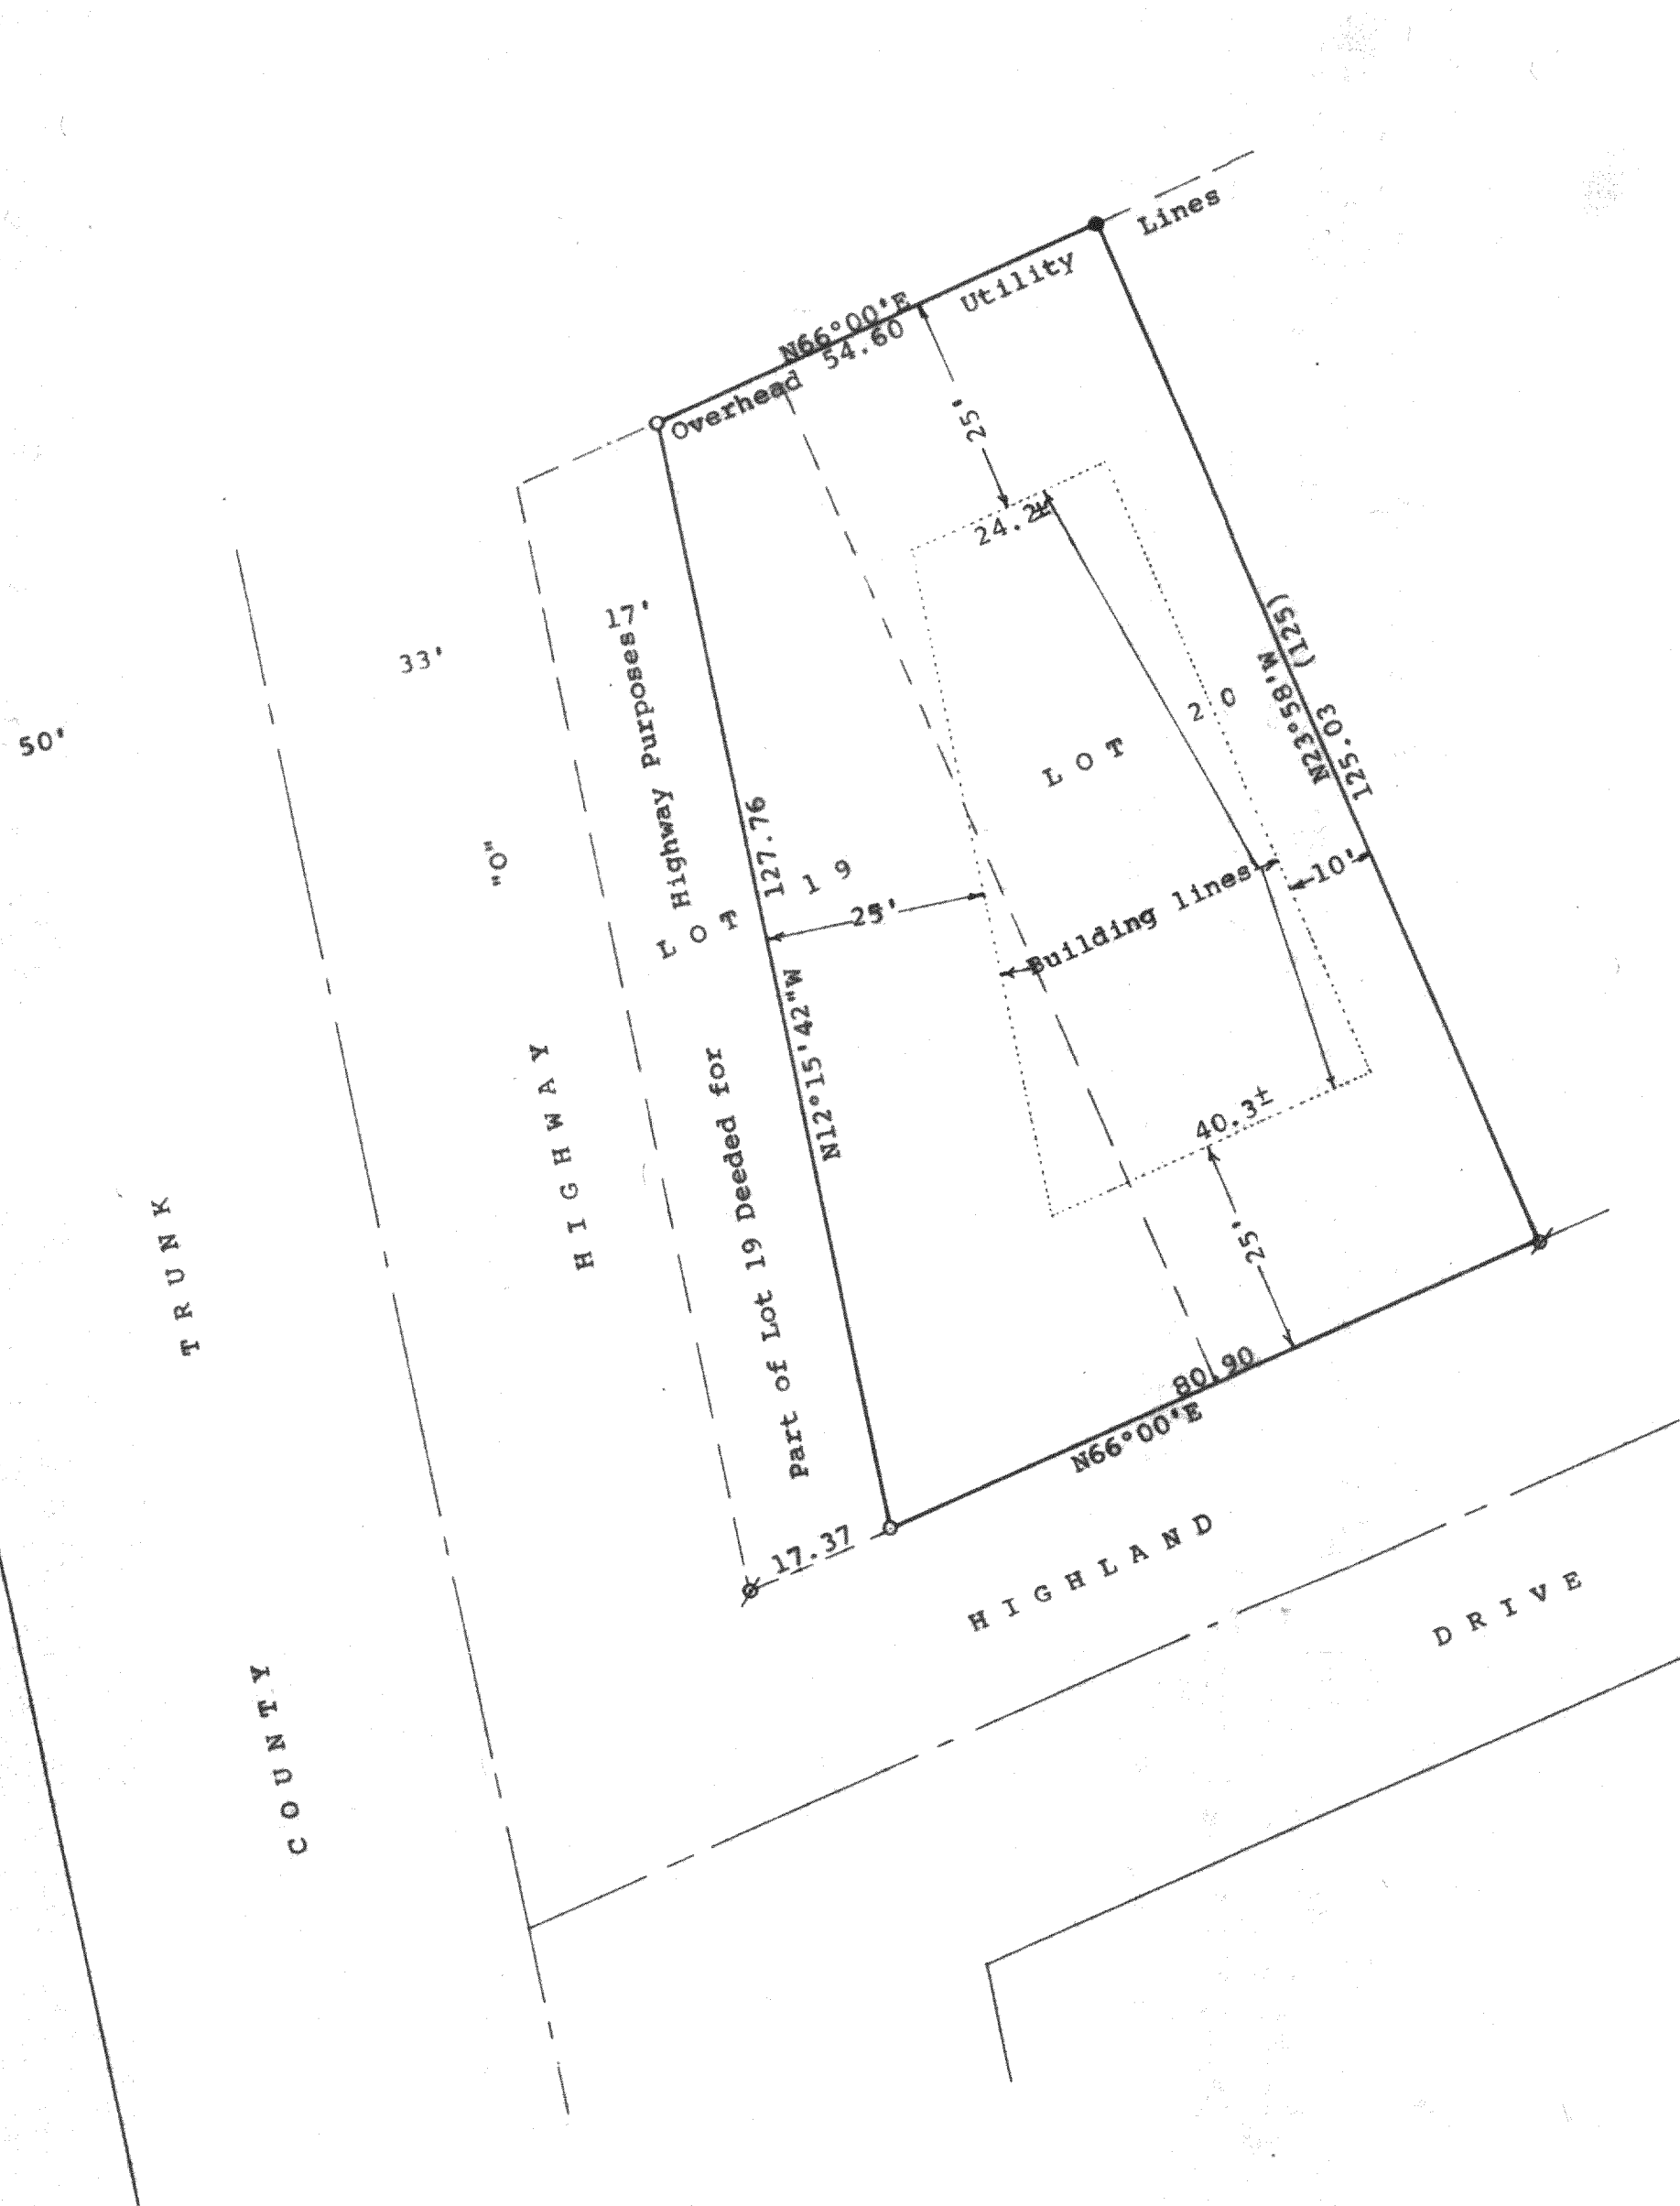 Lines
Utility
N66°00'E
54.60
Overhead
25'
24.2±
17'
33'
50'
(125)
N23°58'W
125.03
LOT 20
127.76
LOT 19
"O"
25'
10'
Building lines
N12°15'42"W
Part of Lot 19 Deeded for Highway Purposes
40.3±
25'
COUNTY TRUNK HIGHWAY
80.90
N66°00'E
17.37
HIGHLAND DRIVE